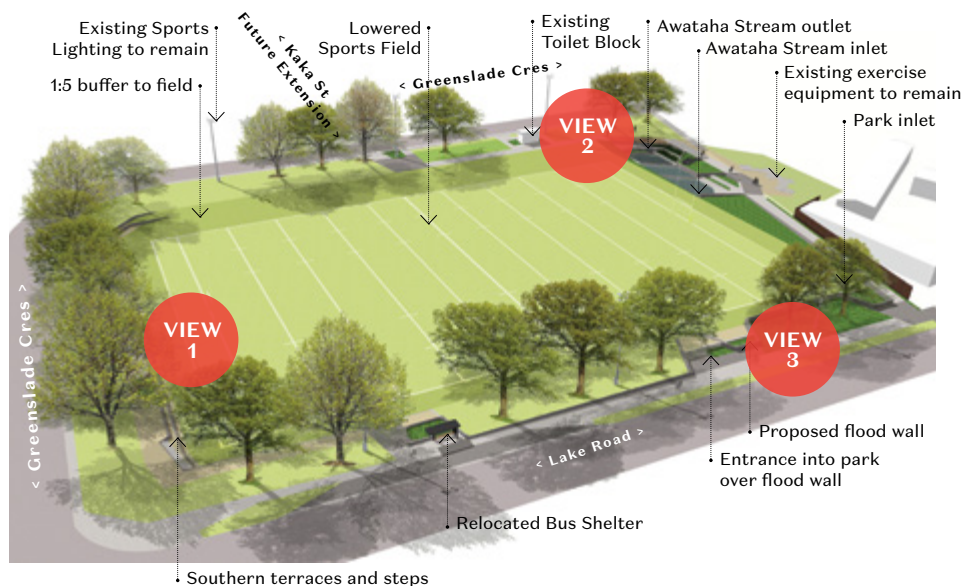 Existing Sports
Lighting to remain
1:5 buffer to field
< Kaka St
Future Extension >
Lowered
Sports Field
< Greenslade Cres >
Existing
Toilet Block
Awataha Stream outlet
Awataha Stream inlet
Existing exercise
equipment to remain
Park inlet
VIEW
2
VIEW
1
VIEW
3
< Greenslade Cres >
< Lake Road >
Proposed flood wall
Entrance into park
over flood wall
Relocated Bus Shelter
Southern terraces and steps